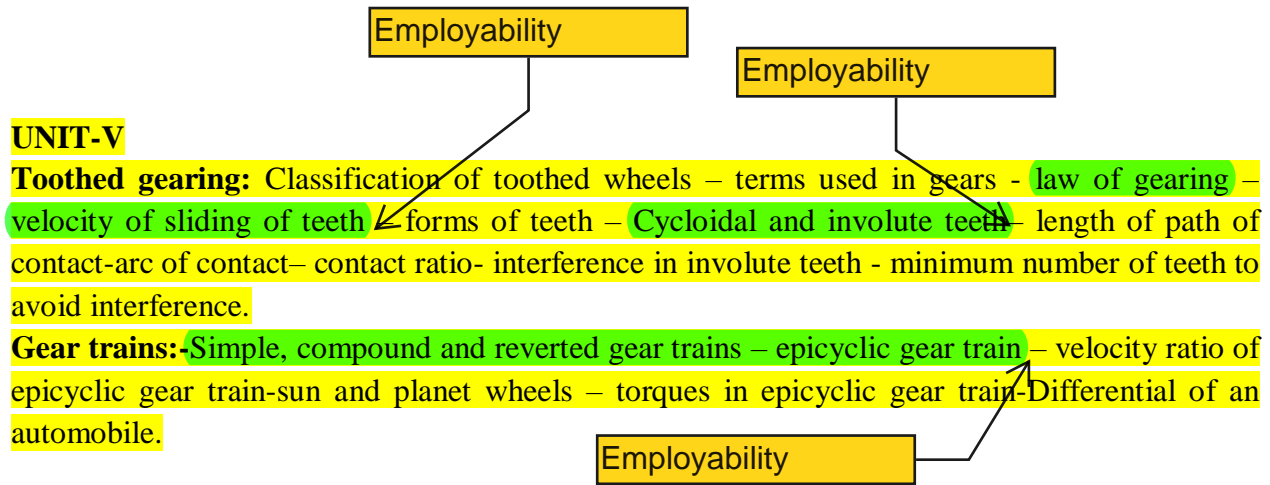 Employability
Employability
UNIT-V
Toothed gearing: Classification of toothed wheels – terms used in gears - law of gearing –
velocity of sliding of teeth – forms of teeth – Cycloidal and involute teeth– length of path of
contact-arc of contact– contact ratio- interference in involute teeth - minimum number of teeth to
avoid interference.
Gear trains:-Simple, compound and reverted gear trains – epicyclic gear train – velocity ratio of
epicyclic gear train-sun and planet wheels – torques in epicyclic gear train-Differential of an
automobile.
Employability